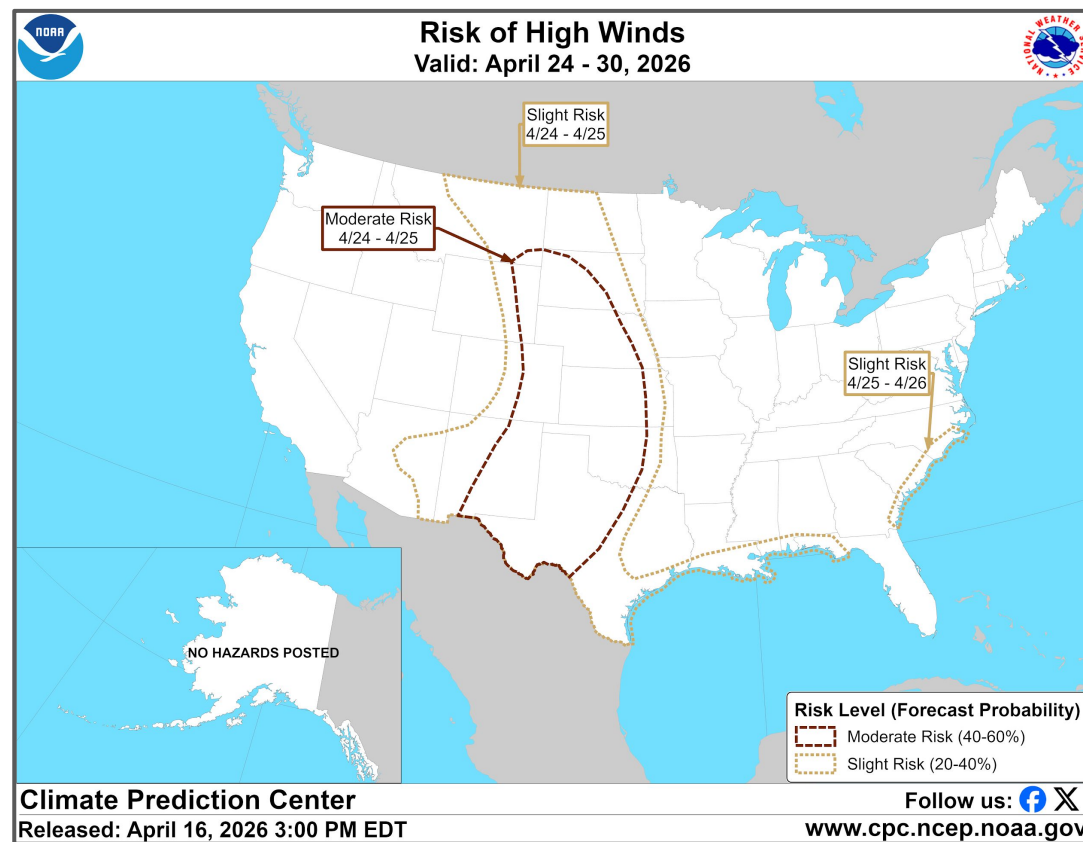 NOAA
Risk of High Winds
Valid: April 24 - 30, 2026
NATIONAL WEATHER SERVICE
Slight Risk
4/24 - 4/25
Moderate Risk
4/24 - 4/25
Slight Risk
4/25 - 4/26
NO HAZARDS POSTED
Risk Level (Forecast Probability)
Moderate Risk (40-60%)
Slight Risk (20-40%)
Climate Prediction Center
Follow us:
Released: April 16, 2026 3:00 PM EDT
www.cpc.ncep.noaa.gov